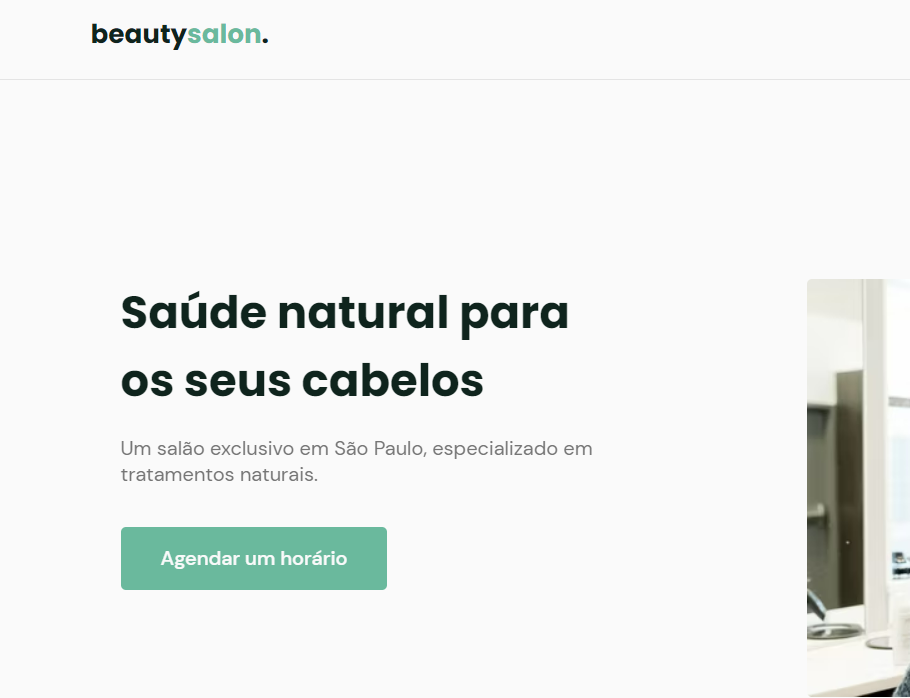 beautysalon.
Saúde natural para
os seus cabelos
Um salão exclusivo em São Paulo, especializado em
tratamentos naturais.
Agendar um horário